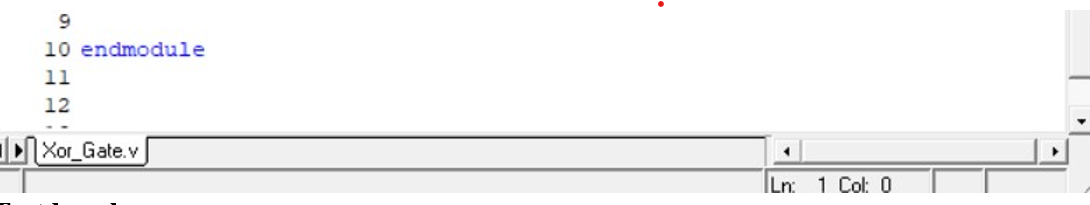 9
10 endmodule
11
12
Xor_Gate.v
Ln: 1 Col: 0